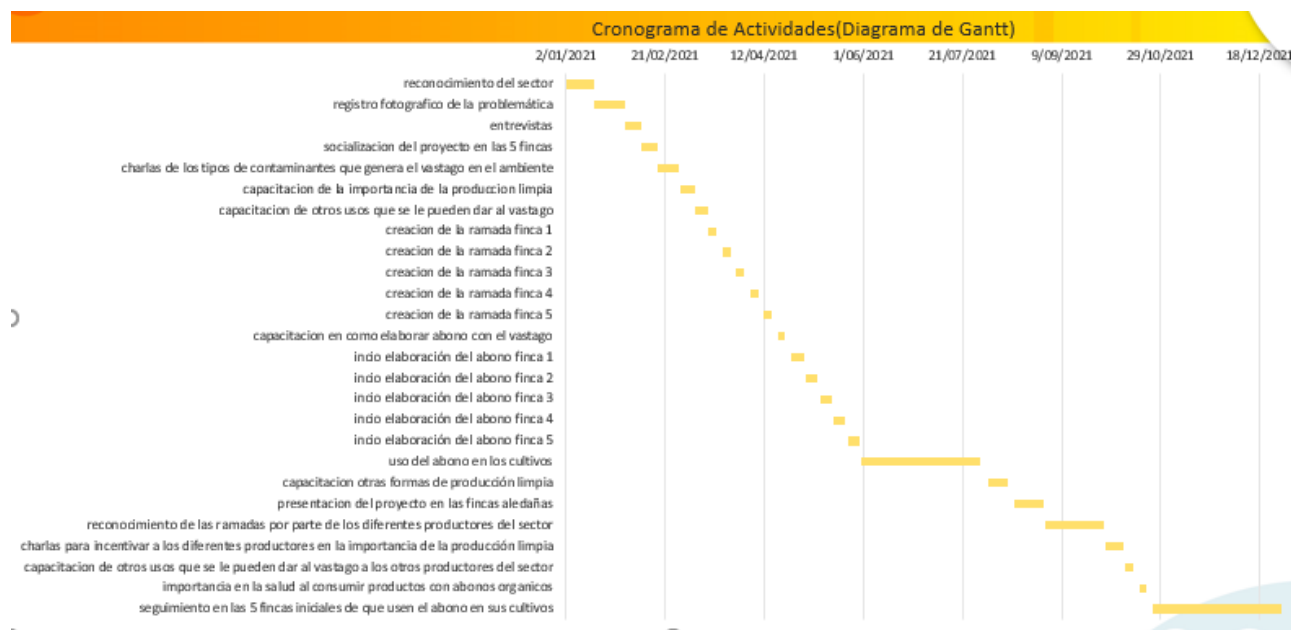 Cronograma de Actividades(Diagrama de Gantt)
2/01/2021 21/02/2021 12/04/2021 1/06/2021 21/07/2021 9/09/2021 29/10/2021 18/12/2021
reconocimiento del sector
registro fotografico de la problemática
entrevistas
socializacion del proyecto en las 5 fincas
charlas de los tipos de contaminantes que genera el vastago en el ambiente
capacitacion de la importancia de la produccion limpia
capacitacion de otros usos que se le pueden dar al vastago
creacion de la ramada finca 1
creacion de la ramada finca 2
creacion de la ramada finca 3
creacion de la ramada finca 4
creacion de la ramada finca 5
capacitacion en como elaborar abono con el vastago
incio elaboración del abono finca 1
incio elaboración del abono finca 2
incio elaboración del abono finca 3
incio elaboración del abono finca 4
incio elaboración del abono finca 5
uso del abono en los cultivos
capacitacion otras formas de producción limpia
presentacion del proyecto en las fincas aledañas
reconocimiento de las ramadas por parte de los diferentes productores del sector
charlas para incentivar a los diferentes productores en la importancia de la producción limpia
capacitacion de otros usos que se le pueden dar al vastago a los otros productores del sector
importancia en la salud al consumir productos con abonos organicos
seguimiento en las 5 fincas iniciales de que usen el abono en sus cultivos